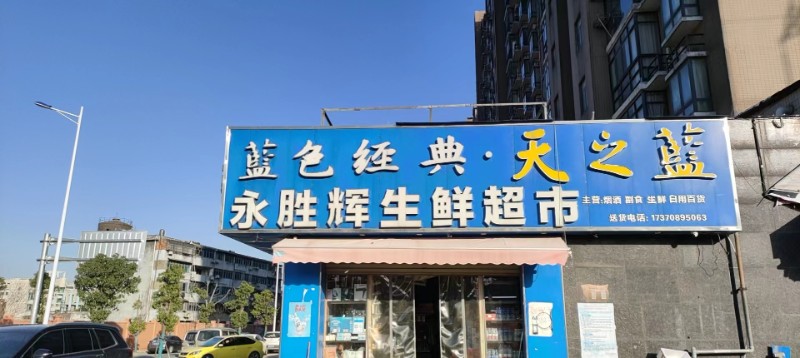 蓝色经典·天之蓝
永胜辉生鲜超市
主营:烟酒 副食 生鲜 日用百货
送货电话: 17370895063